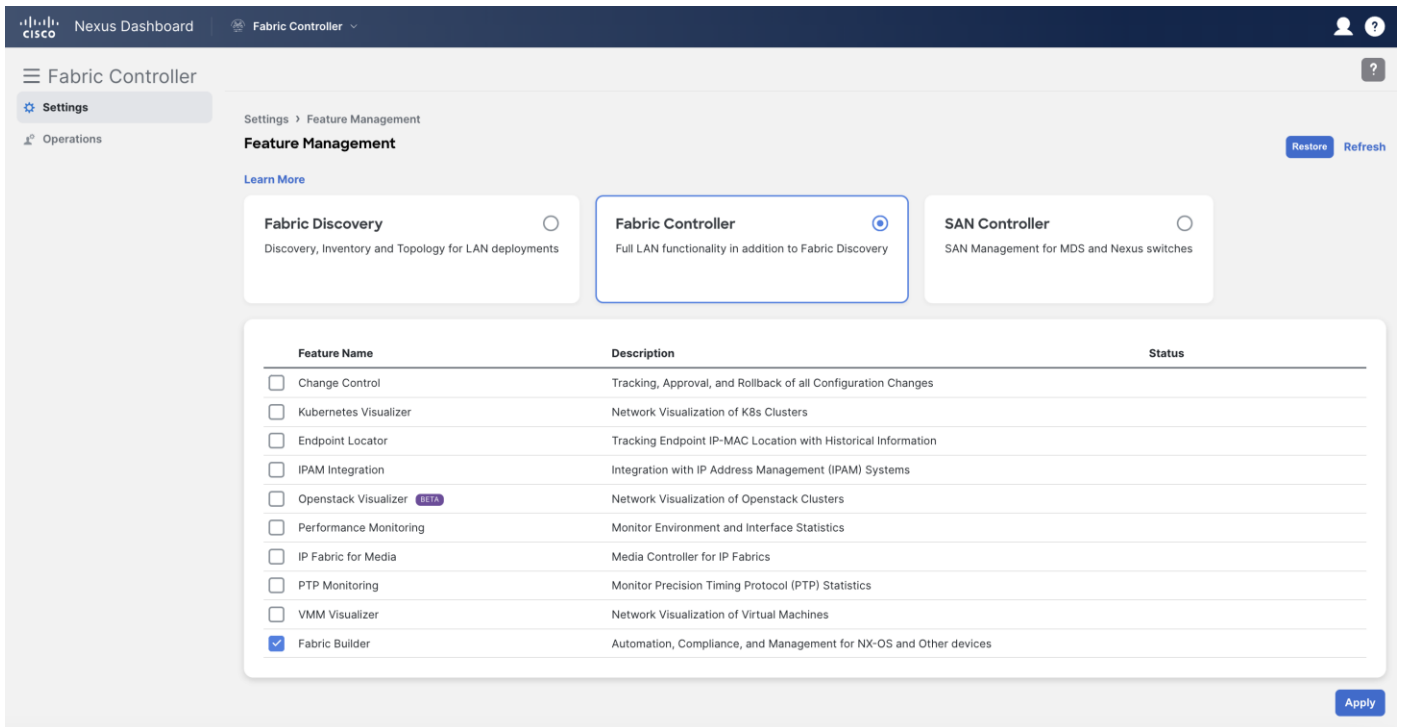 CISCO Nexus Dashboard Fabric Controller ?
Fabric Controller ?
Settings
Operations
Settings > Feature Management
Feature Management
Restore Refresh
Learn More
Fabric Discovery
Discovery, Inventory and Topology for LAN deployments
Fabric Controller
Full LAN functionality in addition to Fabric Discovery
SAN Controller
SAN Management for MDS and Nexus switches
Feature Name Description Status
Change Control Tracking, Approval, and Rollback of all Configuration Changes
Kubernetes Visualizer Network Visualization of K8s Clusters
Endpoint Locator Tracking Endpoint IP-MAC Location with Historical Information
IPAM Integration Integration with IP Address Management (IPAM) Systems
Openstack Visualizer BETA Network Visualization of Openstack Clusters
Performance Monitoring Monitor Environment and Interface Statistics
IP Fabric for Media Media Controller for IP Fabrics
PTP Monitoring Monitor Precision Timing Protocol (PTP) Statistics
VMM Visualizer Network Visualization of Virtual Machines
Fabric Builder Automation, Compliance, and Management for NX-OS and Other devices
Apply